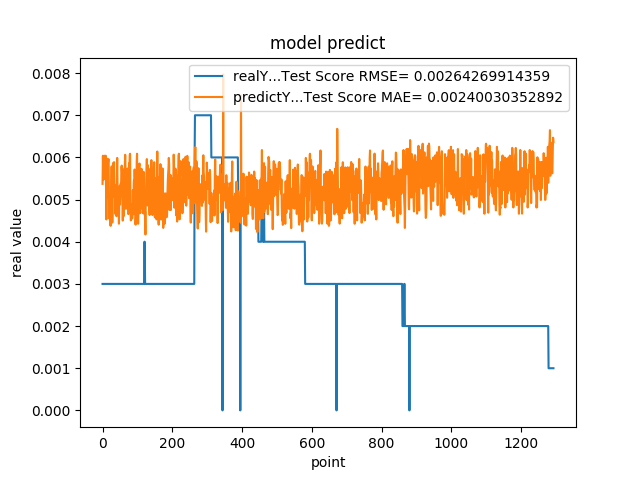 model predict
realY...Test Score RMSE= 0.00264269914359
predictY...Test Score MAE= 0.00240030352892
0.008
0.007
0.006
0.005
0.004
0.003
0.002
0.001
0.000
real value
0 200 400 600 800 1000 1200
point